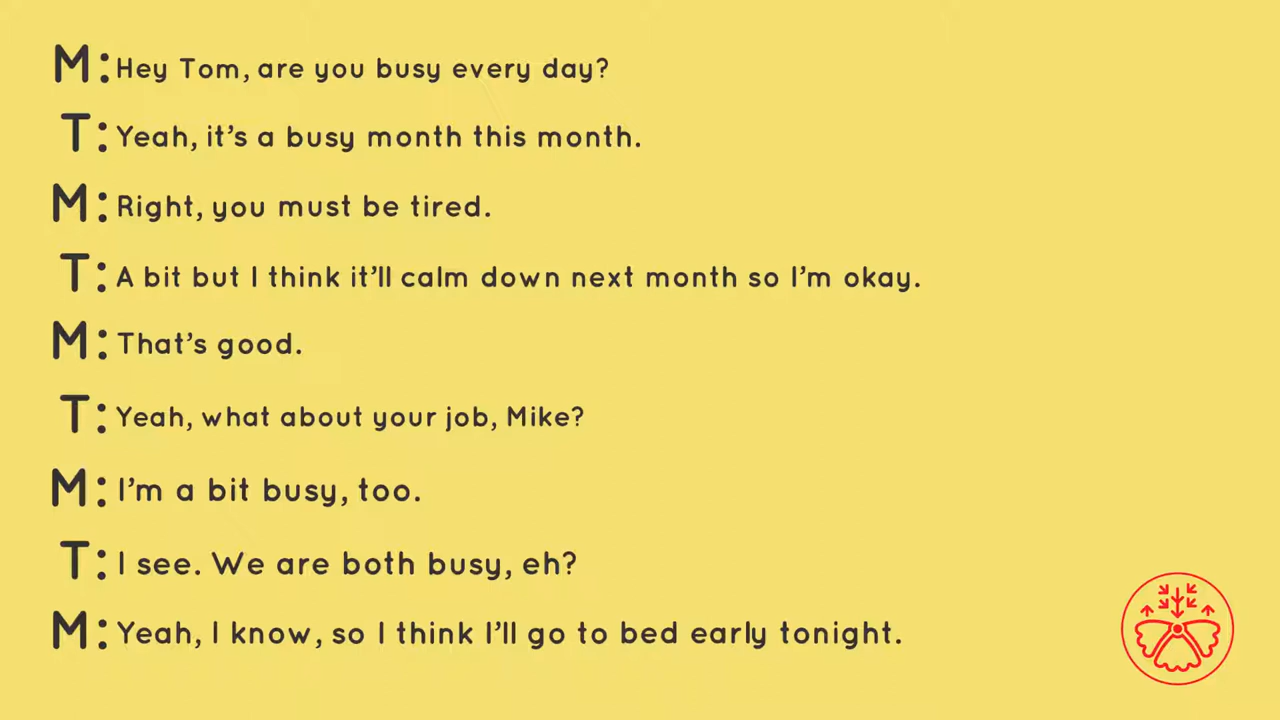 M: Hey Tom, are you busy every day?
T: Yeah, it's a busy month this month.
M: Right, you must be tired.
T: A bit but I think it'll calm down next month so I'm okay.
M: That's good.
T: Yeah, what about your job, Mike?
M: I'm a bit busy, too.
T: I see. We are both busy, eh?
M: Yeah, I know, so I think I'll go to bed early tonight.